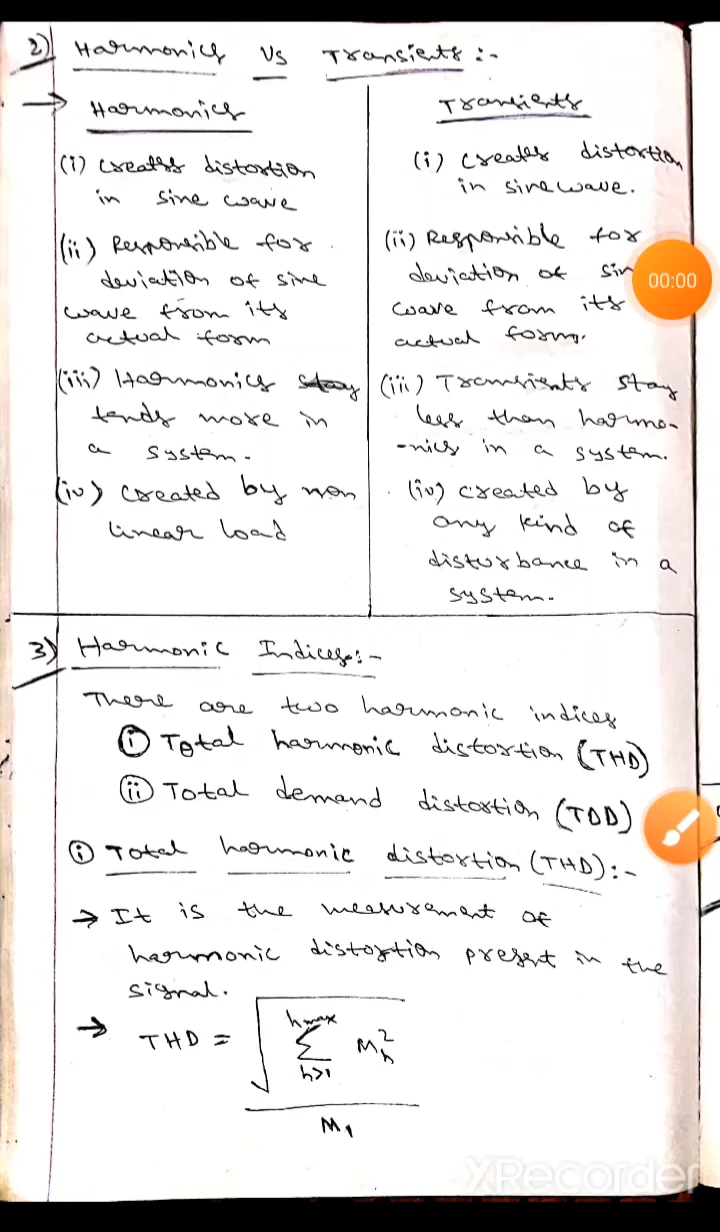 2) Harmonics Vs Transients :-
→ Harmonics
(i) creates distortion
in sine wave
(ii) Responsible for
deviation of sine
wave from its
actual form
(iii) Harmonics stay
tends more in
a system.
(iv) created by non
linear load
Transients
(i) creates distortion
in sine wave.
(ii) Responsible for
deviation of sin
wave from its
actual form.
(iii) Transients stay
less than harmo-
-nics in a system.
(iv) created by
any kind of
disturbance in a
system.
00:00
3) Harmonic Indices:-
There are two harmonic indices
(i) Total harmonic distortion (THD)
(ii) Total demand distortion (TDD)
(i) Total harmonic distortion (THD):-
→ It is the measurement of
harmonic distortion present in the
signal.
→ THD = √(∑ h>1 hmax Mh²) / M1
XRecorder